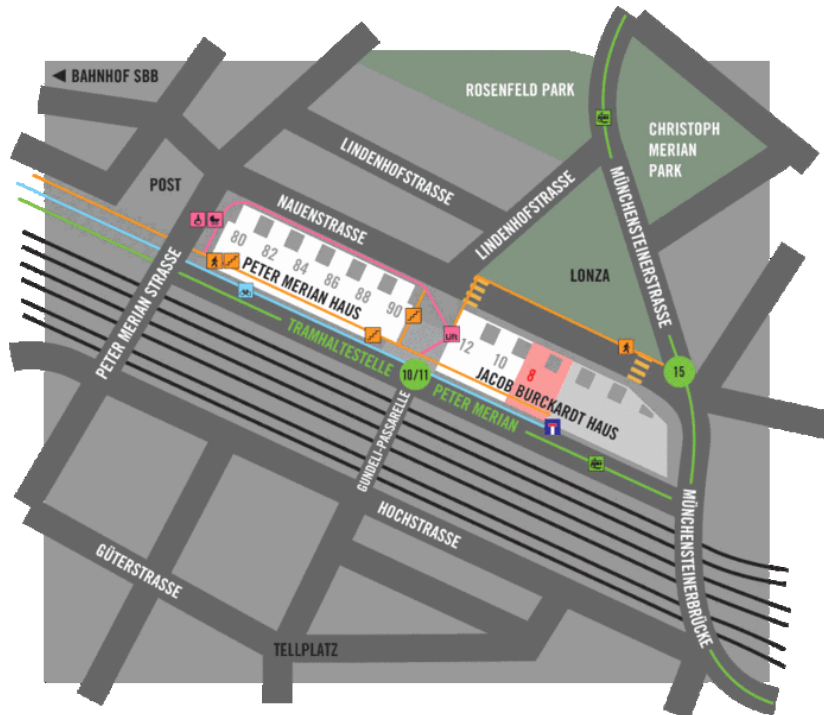 ◄ BAHNHOF SBB
ROSENFELD PARK
CHRISTOPH
MERIAN
PARK
LINDENHOFSTRASSE
POST
NAUENSTRASSE
LINDENHOFSTRASSE
MÜNCHENSTEINERSTRASSE
80
82
84
86
88
90
PETER MERIAN HAUS
LONZA
PETER MERIAN STRASSE
TRAMHALTESTELLE
10/11
PETER MERIAN
Lift
12
10
8
JACOB BURCKARDT HAUS
15
GUNDELI-PASSARELLE
HOCHSTRASSE
MÜNCHENSTEINERBRÜCKE
GÜTERSTRASSE
TELLPLATZ